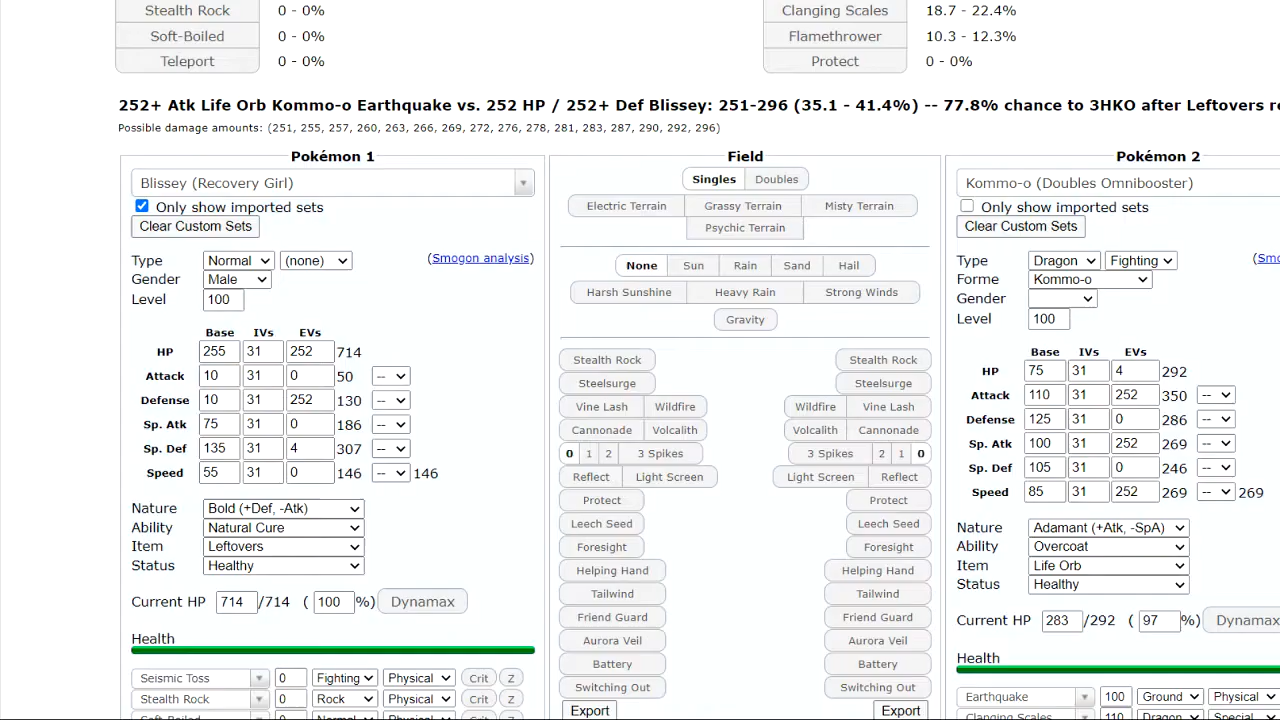 Stealth Rock 0 - 0% Clanging Scales 18.7 - 22.4%
Soft-Boiled 0 - 0% Flamethrower 10.3 - 12.3%
Teleport 0 - 0% Protect 0 - 0%
252+ Atk Life Orb Kommo-o Earthquake vs. 252 HP / 252+ Def Blissey: 251-296 (35.1 - 41.4%) -- 77.8% chance to 3HKO after Leftovers re
Possible damage amounts: (251, 255, 257, 260, 263, 266, 269, 272, 276, 278, 281, 283, 287, 290, 292, 296)
Pokémon 1
Blissey (Recovery Girl)
Only show imported sets
Clear Custom Sets
Type Normal (none) (Smogon analysis)
Gender Male
Level 100
Base IVs EVs
HP 255 31 252 714
Attack 10 31 0 50 --
Defense 10 31 252 130 --
Sp. Atk 75 31 0 186 --
Sp. Def 135 31 4 307 --
Speed 55 31 0 146 -- 146
Nature Bold (+Def, -Atk)
Ability Natural Cure
Item Leftovers
Status Healthy
Current HP 714 /714 ( 100 %) Dynamax
Health
Seismic Toss 0 Fighting Physical Crit Z
Stealth Rock 0 Rock Physical Crit Z
Soft-Boiled 0 Normal Physical Crit Z
Field
Singles Doubles
Electric Terrain Grassy Terrain Misty Terrain
Psychic Terrain
None Sun Rain Sand Hail
Harsh Sunshine Heavy Rain Strong Winds
Gravity
Stealth Rock Stealth Rock
Steelsurge Steelsurge
Vine Lash Wildfire Wildfire Vine Lash
Cannonade Volcalith Volcalith Cannonade
0 1 2 3 Spikes 3 Spikes 2 1 0
Reflect Light Screen Light Screen Reflect
Protect Protect
Leech Seed Leech Seed
Foresight Foresight
Helping Hand Helping Hand
Tailwind Tailwind
Friend Guard Friend Guard
Aurora Veil Aurora Veil
Battery Battery
Switching Out Switching Out
Export Export
Pokémon 2
Kommo-o (Doubles Omnibooster)
Only show imported sets
Clear Custom Sets
Type Dragon Fighting (Smo
Forme Kommo-o
Gender
Level 100
Base IVs EVs
HP 75 31 4 292
Attack 110 31 252 350 --
Defense 125 31 0 286 --
Sp. Atk 100 31 252 269 --
Sp. Def 105 31 0 246 --
Speed 85 31 252 269 -- 269
Nature Adamant (+Atk, -SpA)
Ability Overcoat
Item Life Orb
Status Healthy
Current HP 283 /292 ( 97 %) Dynamax
Health
Earthquake 100 Ground Physical
Clanging Scales 110 Dragon Special